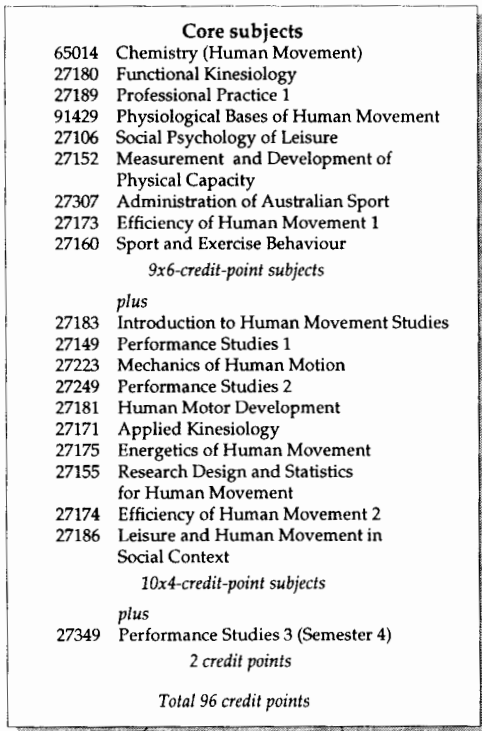 Core subjects
65014 Chemistry (Human Movement)
27180 Functional Kinesiology
27189 Professional Practice 1
91429 Physiological Bases of Human Movement
27106 Social Psychology of Leisure
27152 Measurement and Development of
Physical Capacity
27307 Administration of Australian Sport
27173 Efficiency of Human Movement 1
27160 Sport and Exercise Behaviour
9x6-credit-point subjects
plus
27183 Introduction to Human Movement Studies
27149 Performance Studies 1
27223 Mechanics of Human Motion
27249 Performance Studies 2
27181 Human Motor Development
27171 Applied Kinesiology
27175 Energetics of Human Movement
27155 Research Design and Statistics
for Human Movement
27174 Efficiency of Human Movement 2
27186 Leisure and Human Movement in
Social Context
10x4-credit-point subjects
plus
27349 Performance Studies 3 (Semester 4)
2 credit points
Total 96 credit points